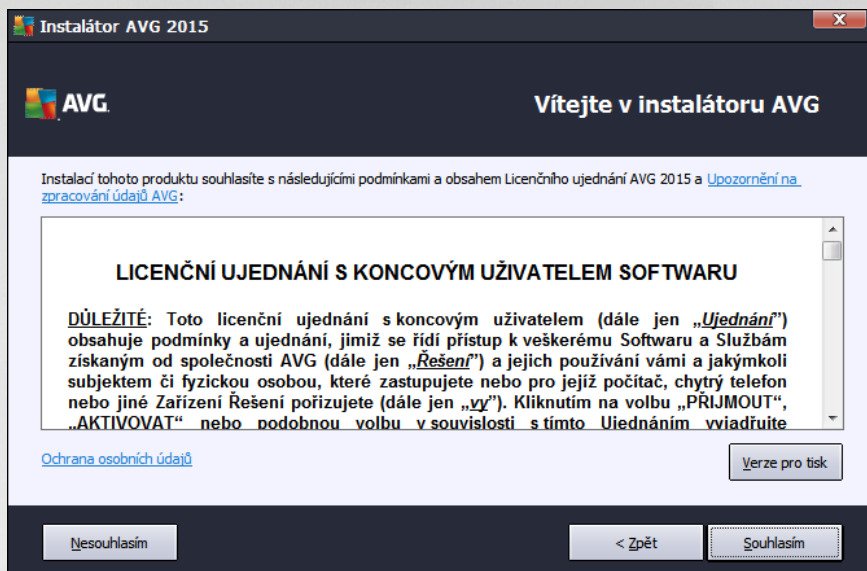 Instalátor AVG 2015
AVG.
Vítejte v instalátoru AVG
Instalací tohoto produktu souhlasíte s následujícími podmínkami a obsahem Licenčního ujednání AVG 2015 a Upozornění na
zpracování údajů AVG:
LICENČNÍ UJEDNÁNÍ S KONCOVÝM UŽIVATELEM SOFTWARU
DŮLEŽITÉ: Toto licenční ujednání s koncovým uživatelem (dále jen „Ujednání”)
obsahuje podmínky a ujednání, jimiž se řídí přístup k veškerému Softwaru a Službám
získaným od společnosti AVG (dále jen „Řešení”) a jejich používání vámi a jakýmkoli
subjektem či fyzickou osobou, které zastupujete nebo pro jejíž počítač, chytrý telefon
nebo jiné Zařízení Řešení pořizujete (dále jen „vy”). Kliknutím na volbu „PŘIJMOUT“,
„AKTIVOVAT“ nebo podobnou volbu v souvislosti s tímto Ujednáním vyjadřujete
Ochrana osobních údajů
Verze pro tisk
Nesouhlasím
< Zpět
Souhlasím